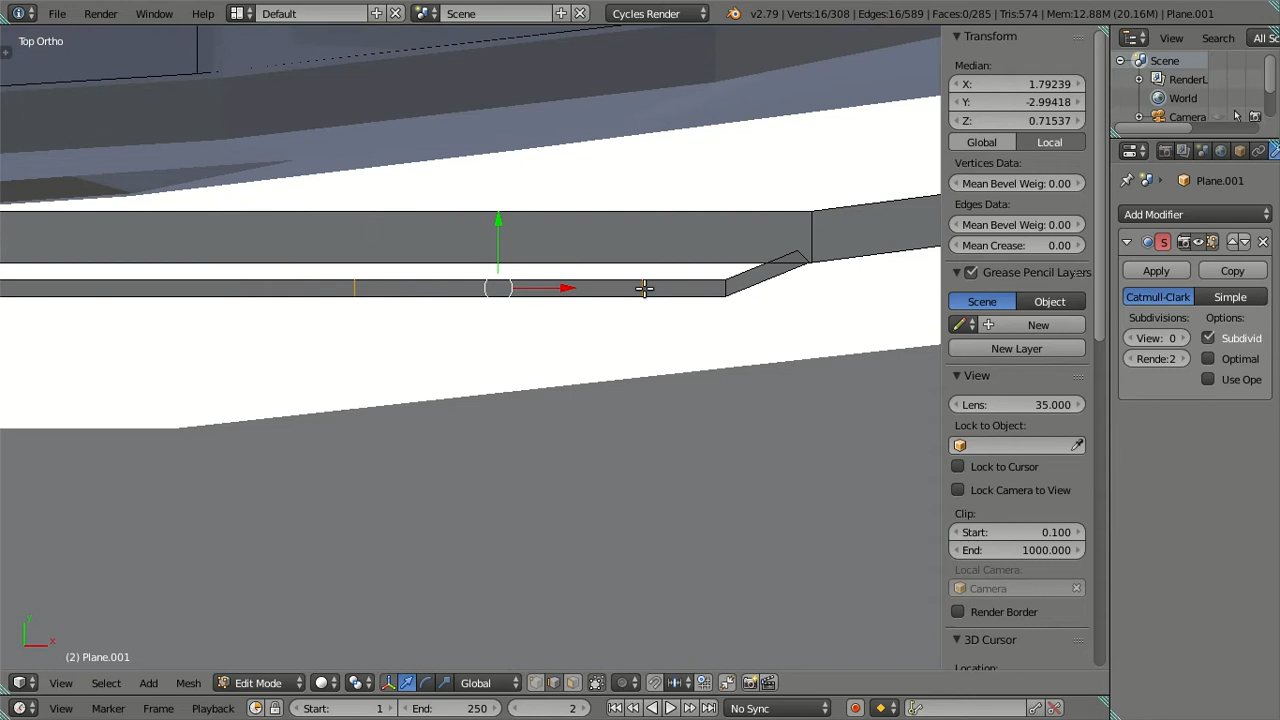 File Render Window Help Default Scene Cycles Render v2.79 | Verts:16/308 | Edges:16/589 | Faces:0/285 | Tris:574 | Mem:12.88M (20.16M) | Plane.001
Top Ortho
Transform
Median:
X: 1.79239
Y: -2.99418
Z: 0.71537
Global Local
Vertices Data:
Mean Bevel Weig: 0.00
Edges Data:
Mean Bevel Weig: 0.00
Mean Crease: 0.00
Grease Pencil Layers
Scene Object
New
New Layer
View
Lens: 35.000
Lock to Object:
Lock to Cursor
Lock Camera to View
Clip:
Start: 0.100
End: 1000.000
Local Camera:
Camera
Render Border
3D Cursor
Location:
View Search All Sc
Scene
RenderL
World
Camera
Plane.001
Add Modifier
S
Apply Copy
Catmull-Clark Simple
Subdivisions: Options:
View: 0 Subdivid
Rende:2 Optimal
Use Ope
y
x
(2) Plane.001
View Select Add Mesh Edit Mode Global
View Marker Frame Playback Start: 1 End: 250 2 No Sync